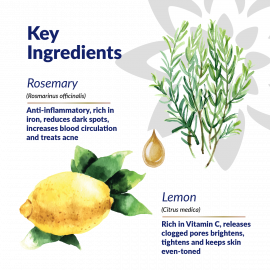 Key
Ingredients
Rosemary
(Rosmarinus officinalis)
Anti-inflammatory, rich in
iron, reduces dark spots,
increases blood circulation
and treats acne
Lemon
(Citrus medica)
Rich in Vitamin C, releases
clogged pores brightens,
tightens and keeps skin
even-toned